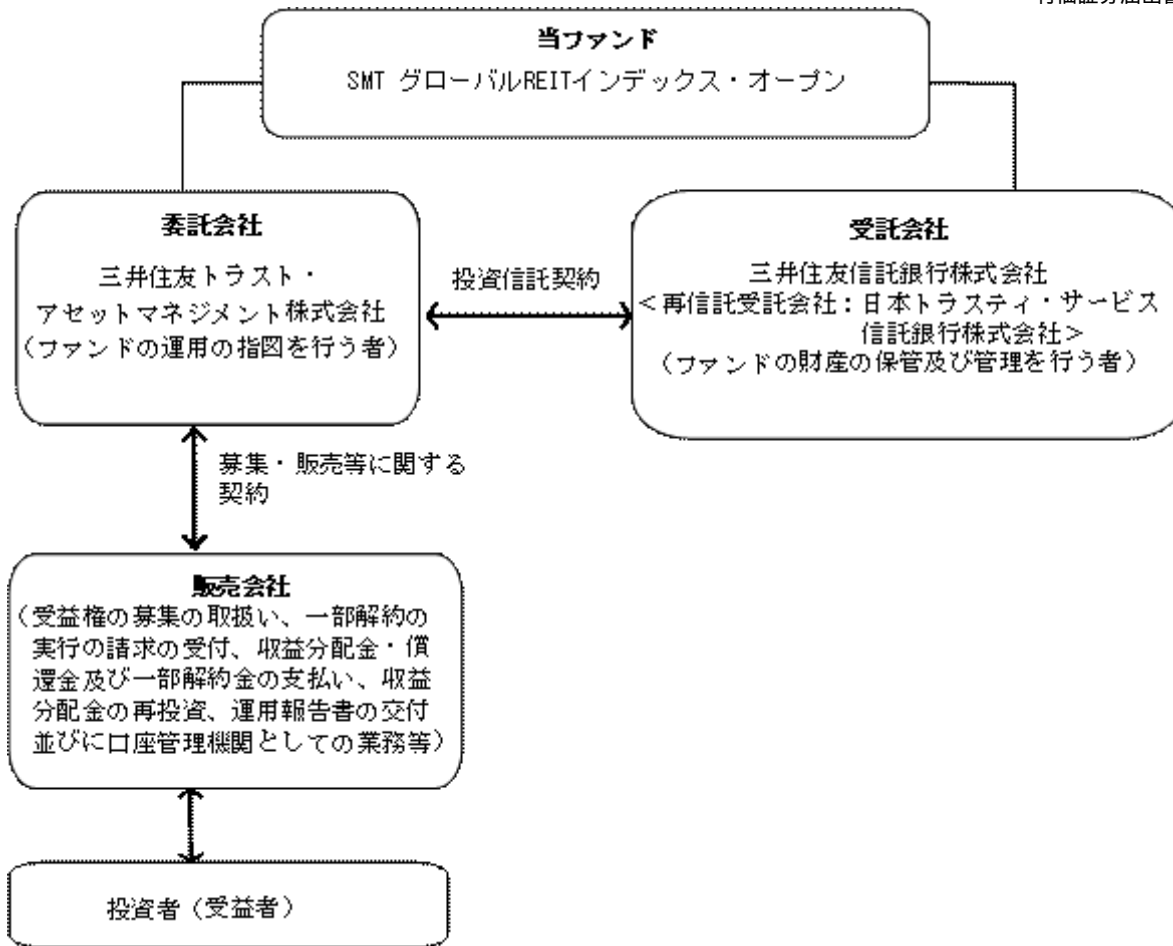 当ファンド
SMT グローバルREITインデックス・オープン
委託会社
三井住友トラスト・
アセットマネジメント株式会社
（ファンドの運用の指図を行う者）
投資信託契約
受託会社
三井住友信託銀行株式会社
＜再信託受託会社：日本トラスティ・サービス
信託銀行株式会社＞
（ファンドの財産の保管及び管理を行う者）
募集・販売等に関する
契約
販売会社
（受益権の募集の取扱い、一部解約の
実行の請求の受付、収益分配金・償
還金及び一部解約金の支払い、収益
分配金の再投資、運用報告書の交付
並びに口座管理機関としての業務等）
投資者（受益者）